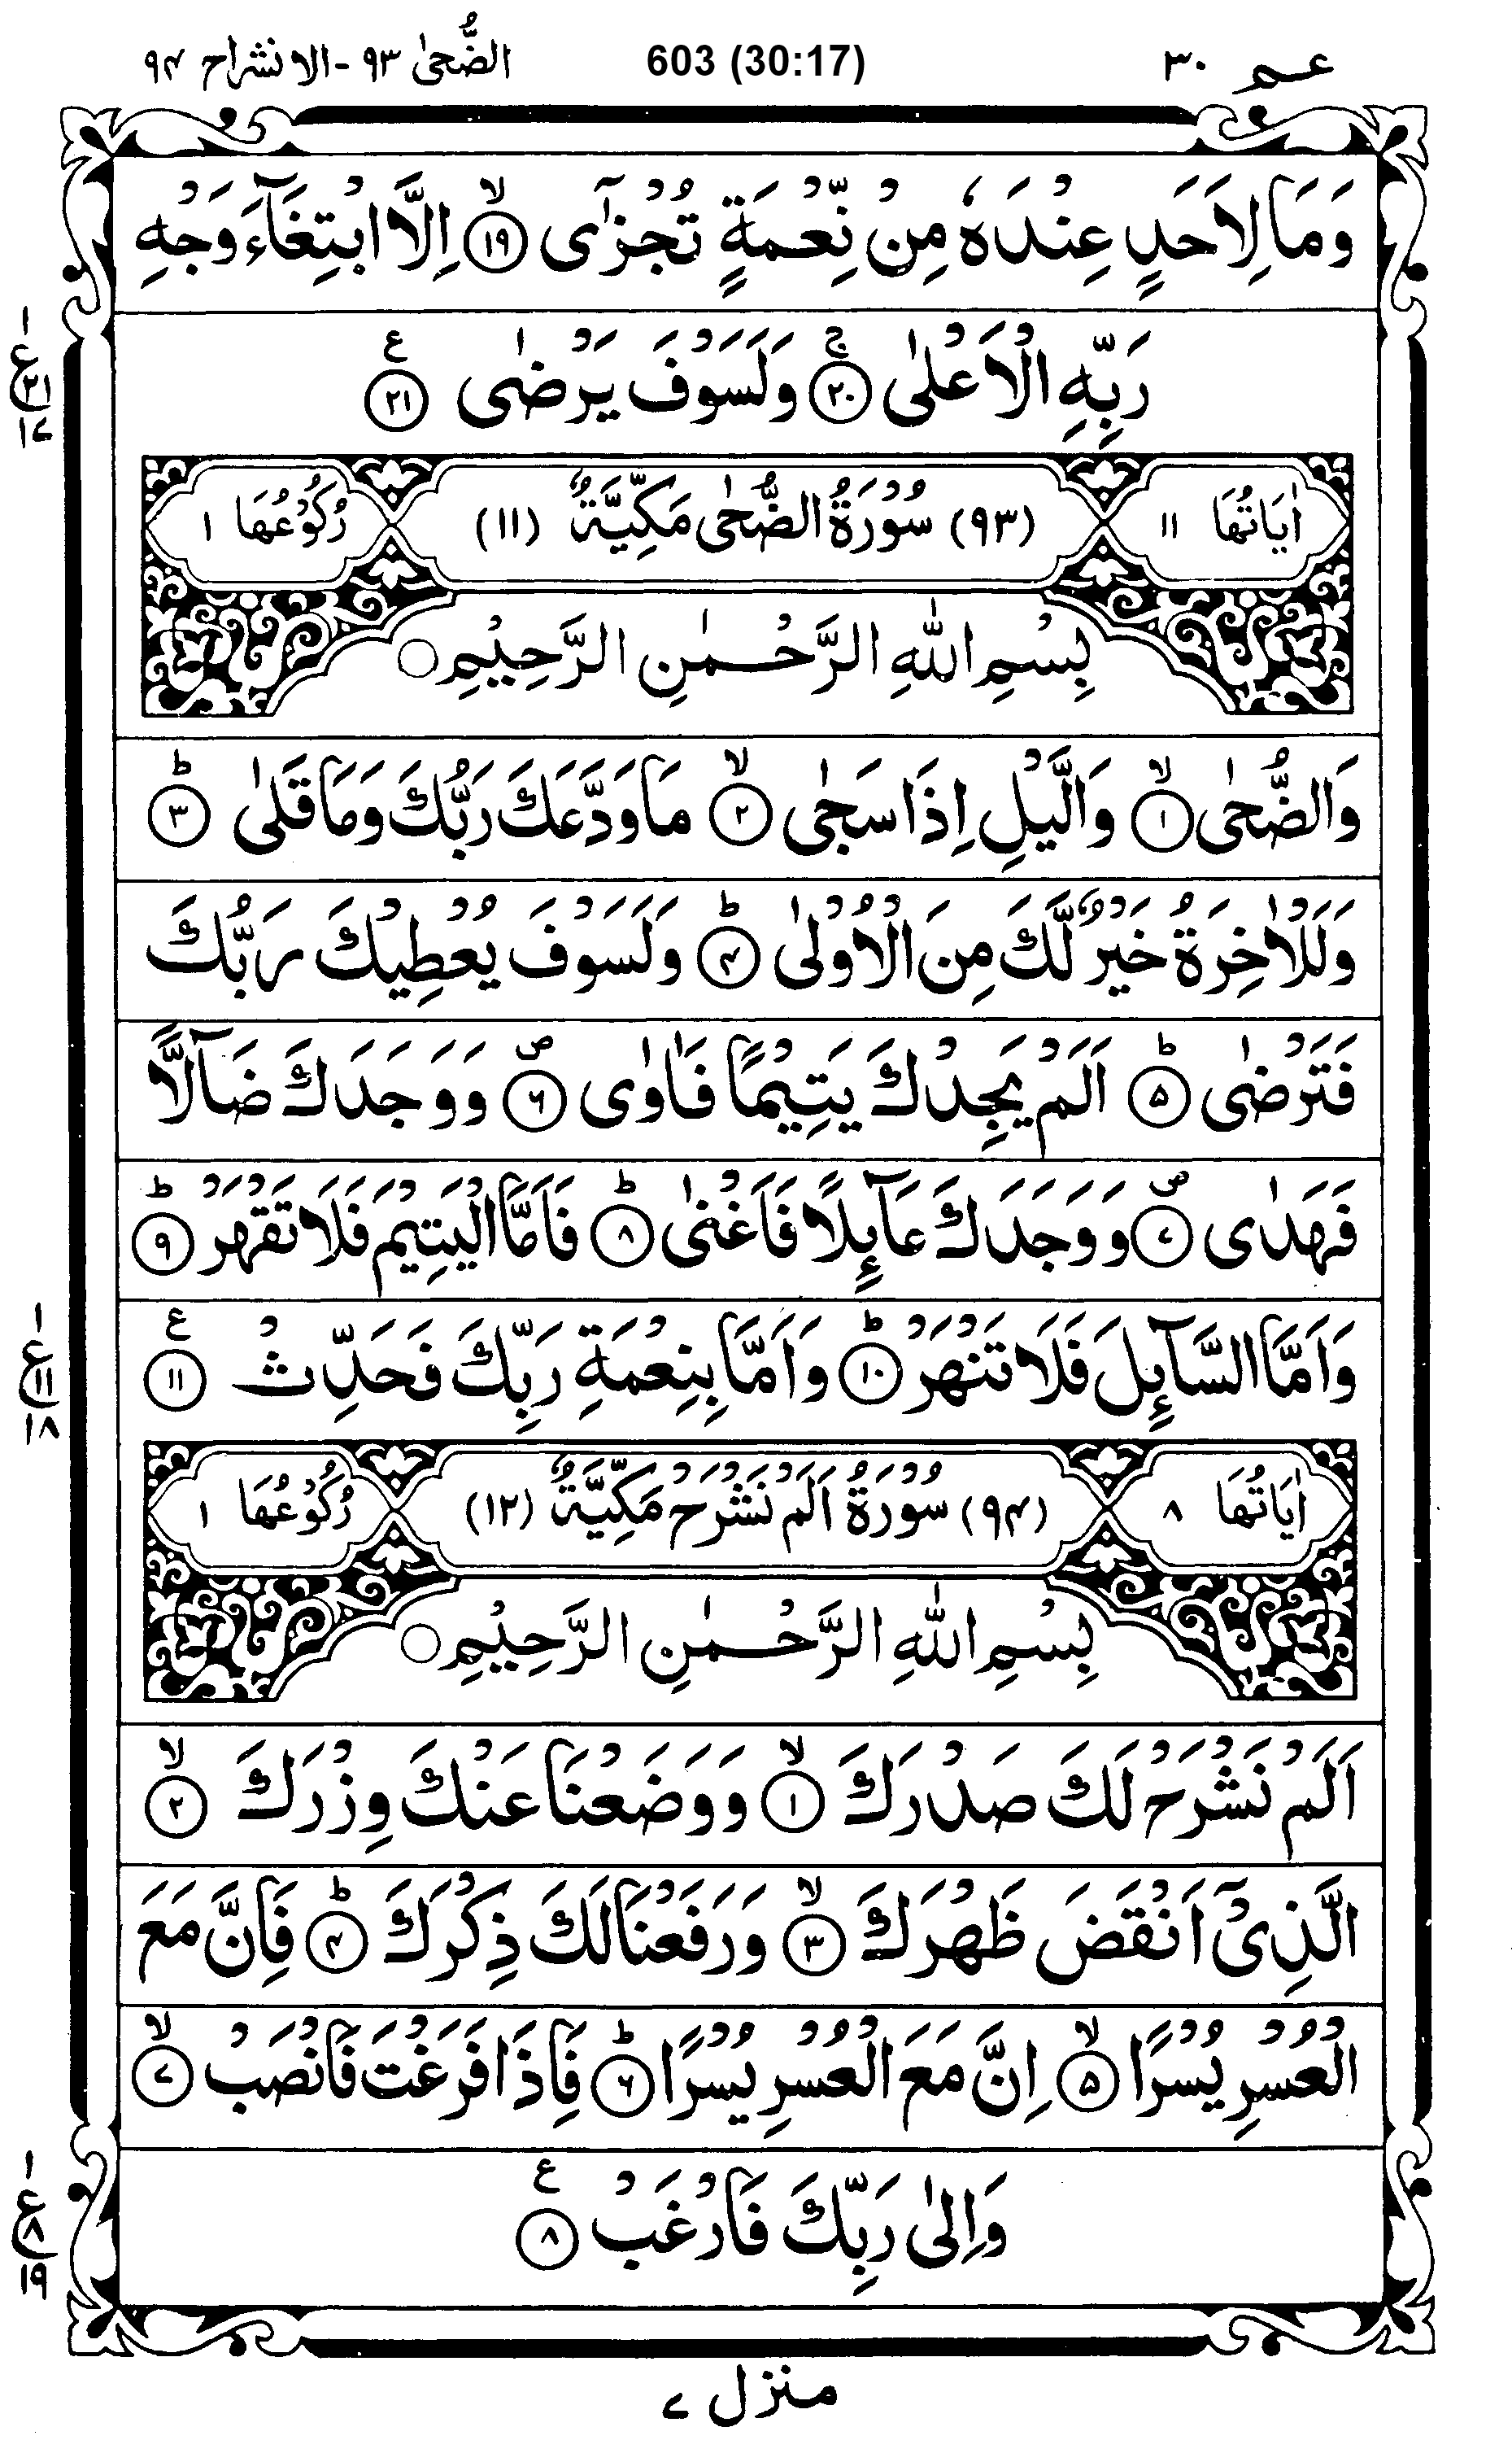 عم ٣٠
603 (30:17)
الضُّحٰى ٩٣ - الانشراح ٩٤
وَمَا لِاَحَدٍ عِنْدَهٗ مِنْ نِّعْمَةٍ تُجْزٰٓى ﴿١٩﴾ۙ اِلَّا ابْتِغَآءَ وَجْهِ
رَبِّهِ الْاَعْلٰى ﴿٢٠﴾ۚ وَلَسَوْفَ يَرْضٰى ﴿٢١﴾ع
١ ع ٢١ ١٧
اٰيَاتُهَا ١١ (٩٣) سُوْرَةُ الضُّحٰى مَكِّيَّةٌ (١١) رُكُوْعُهَا ١
بِسْمِ اللّٰهِ الرَّحْمٰنِ الرَّحِيْمِ ○
وَالضُّحٰى ﴿١﴾ۙ وَالَّيْلِ اِذَا سَجٰى ﴿٢﴾ۙ مَا وَدَّعَكَ رَبُّكَ وَمَا قَلٰى ﴿٣﴾ؕ
وَلَلْاٰخِرَةُ خَيْرٌ لَّكَ مِنَ الْاُوْلٰى ﴿٤﴾ؕ وَلَسَوْفَ يُعْطِيْكَ رَبُّكَ
فَتَرْضٰى ﴿٥﴾ؕ اَلَمْ يَجِدْكَ يَتِيْمًا فَاٰوٰى ﴿٦﴾۪ وَوَجَدَكَ ضَآلًّا
فَهَدٰى ﴿٧﴾۪ وَوَجَدَكَ عَآئِلًا فَاَغْنٰى ﴿٨﴾ؕ فَاَمَّا الْيَتِيْمَ فَلَا تَقْهَرْ ﴿٩﴾ؕ
وَاَمَّا السَّآئِلَ فَلَا تَنْهَرْ ﴿١٠﴾ؕ وَاَمَّا بِنِعْمَةِ رَبِّكَ فَحَدِّثْ ﴿١١﴾ع
١ ع ١١ ١٨
اٰيَاتُهَا ٨ (٩٤) سُوْرَةُ اَلَمْ نَشْرَحْ مَكِّيَّةٌ (١٢) رُكُوْعُهَا ١
بِسْمِ اللّٰهِ الرَّحْمٰنِ الرَّحِيْمِ ○
اَلَمْ نَشْرَحْ لَكَ صَدْرَكَ ﴿١﴾ۙ وَوَضَعْنَا عَنْكَ وِزْرَكَ ﴿٢﴾ۙ
الَّذِيْٓ اَنْقَضَ ظَهْرَكَ ﴿٣﴾ۙ وَرَفَعْنَا لَكَ ذِكْرَكَ ﴿٤﴾ؕ فَاِنَّ مَعَ
الْعُسْرِ يُسْرًا ﴿٥﴾ۙ اِنَّ مَعَ الْعُسْرِ يُسْرًا ﴿٦﴾ؕ فَاِذَا فَرَغْتَ فَانْصَبْ ﴿٧﴾ۙ
وَاِلٰى رَبِّكَ فَارْغَبْ ﴿٨﴾ع
١ ع ٨ ١٩
منزل ٧